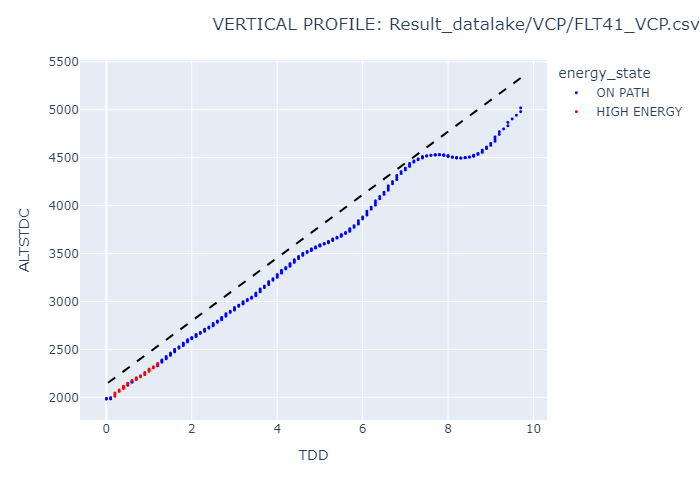 VERTICAL PROFILE: Result_datalake/VCP/FLT41_VCP.csv
5500
5000
4500
4000
3500
3000
2500
2000
ALTSTDC
0
2
4
6
8
10
TDD
energy_state
ON PATH
HIGH ENERGY